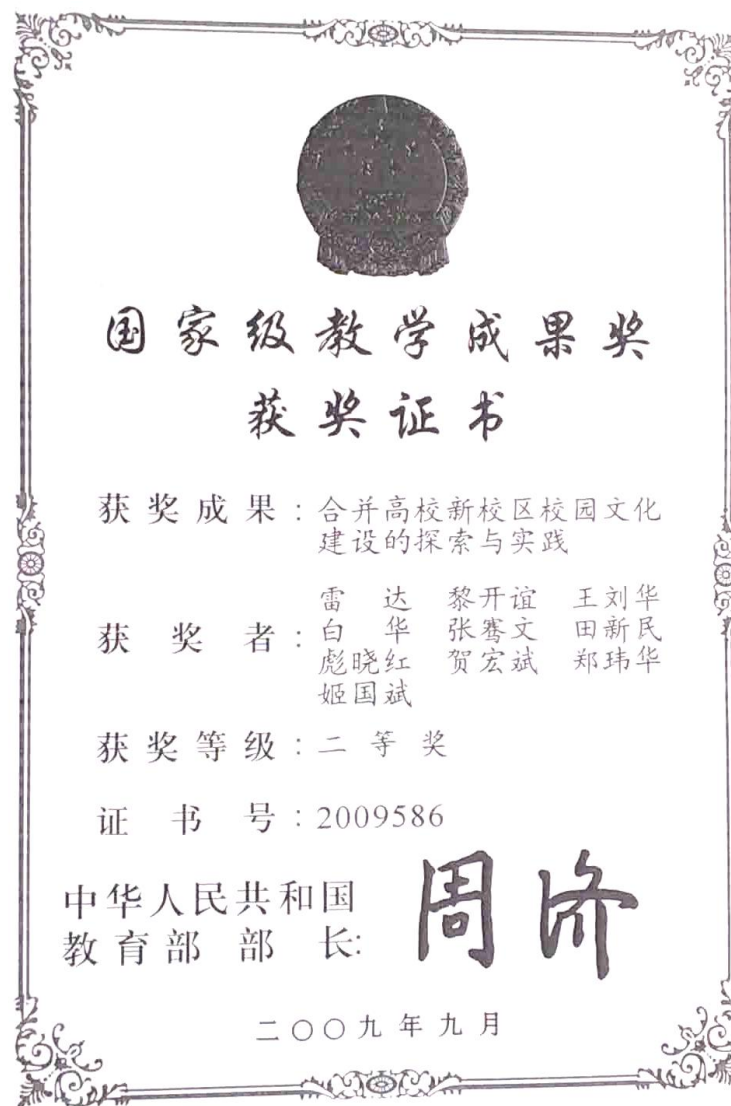 国家级教学成果奖
获奖证书
获奖成果：合并高校新校区校园文化
建设的探索与实践
雷达 黎开谊 王刘华
获奖者：白华 张骞文 田新民
彪晓红 贺宏斌 郑玮华
姬国斌
获奖等级：二等奖
证书号：2009586
中华人民共和国
教育部部长：周济
二〇〇九年九月